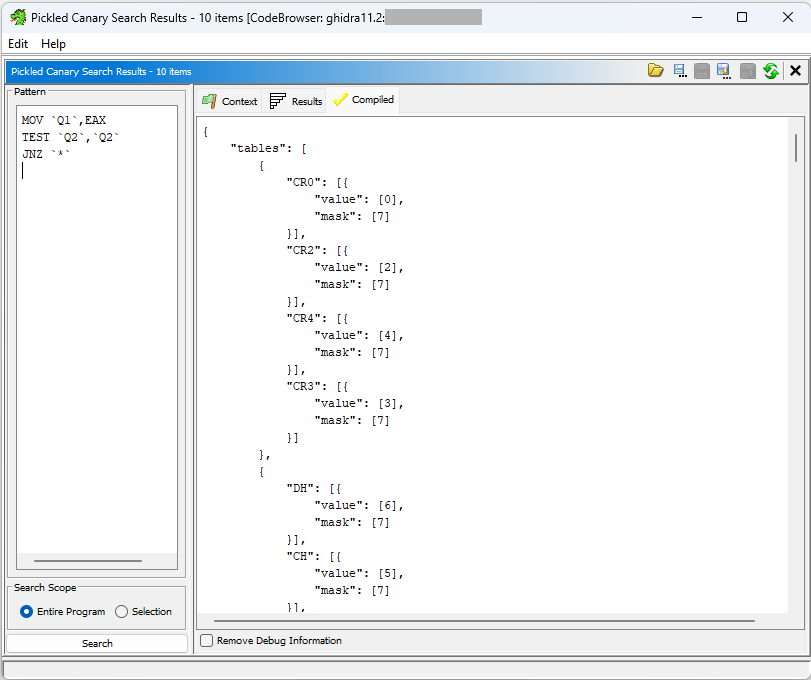 Pickled Canary Search Results - 10 items [CodeBrowser: ghidra11.2:
Edit Help
Pickled Canary Search Results - 10 items
Pattern
MOV `Q1`,EAX
TEST `Q2`,`Q2`
JNZ `*`
Search Scope
Entire Program Selection
Search
Context Results Compiled
{
    "tables": [
        {
            "CR0": [{
                "value": [0],
                "mask": [7]
            }],
            "CR2": [{
                "value": [2],
                "mask": [7]
            }],
            "CR4": [{
                "value": [4],
                "mask": [7]
            }],
            "CR3": [{
                "value": [3],
                "mask": [7]
            }]
        },
        {
            "DH": [{
                "value": [6],
                "mask": [7]
            }],
            "CH": [{
                "value": [5],
                "mask": [7]
            }],
Remove Debug Information